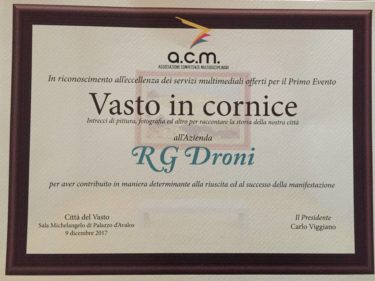 a.c.m.
ASSOCIAZIONE COMPETENZE MULTIDISCIPLINARI
In riconoscimento all'eccellenza dei servizi multimediali offerti per il Primo Evento
Vasto in cornice
Intrecci di pittura, fotografia ed altro per raccontare la storia della nostra città
all'Azienda
RG Droni
per aver contribuito in maniera determinante alla riuscita ed al successo della manifestazione
Città del Vasto
Sala Michelangelo di Palazzo d'Avalos
9 dicembre 2017
Il Presidente
Carlo Viggiano